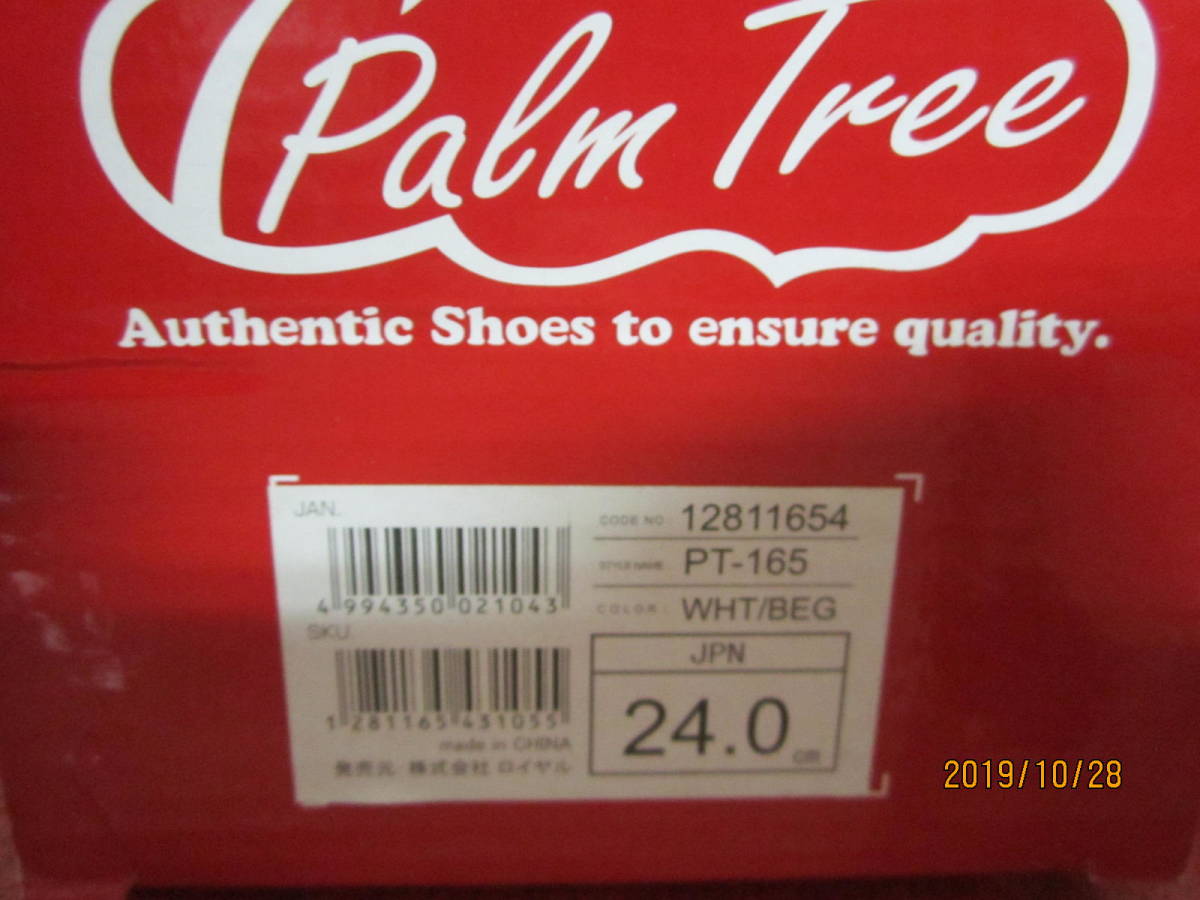 Palm Tree
Authentic Shoes to ensure quality.
JAN.
4 994350 021043
SKU
1 281165 431055
made in CHINA
発売元 株式会社 ロイヤル
CODE NO. 12811654
STYLE NAME PT-165
COLOR: WHT/BEG
JPN
24.0
2019/10/28